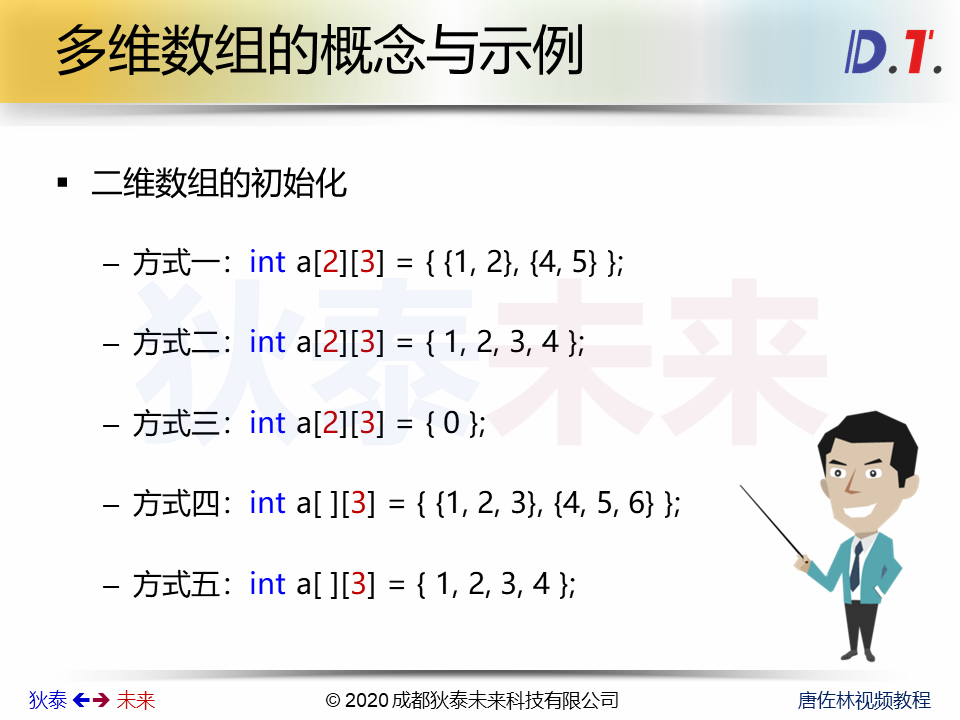 多维数组的概念与示例
D.T.
▪ 二维数组的初始化
– 方式一：int a[2][3] = { {1, 2}, {4, 5} };
– 方式二：int a[2][3] = { 1, 2, 3, 4 };
– 方式三：int a[2][3] = { 0 };
– 方式四：int a[ ][3] = { {1, 2, 3}, {4, 5, 6} };
– 方式五：int a[ ][3] = { 1, 2, 3, 4 };
狄泰未来
狄泰 🡸🡺 未来
© 2020 成都狄泰未来科技有限公司
唐佐林视频教程